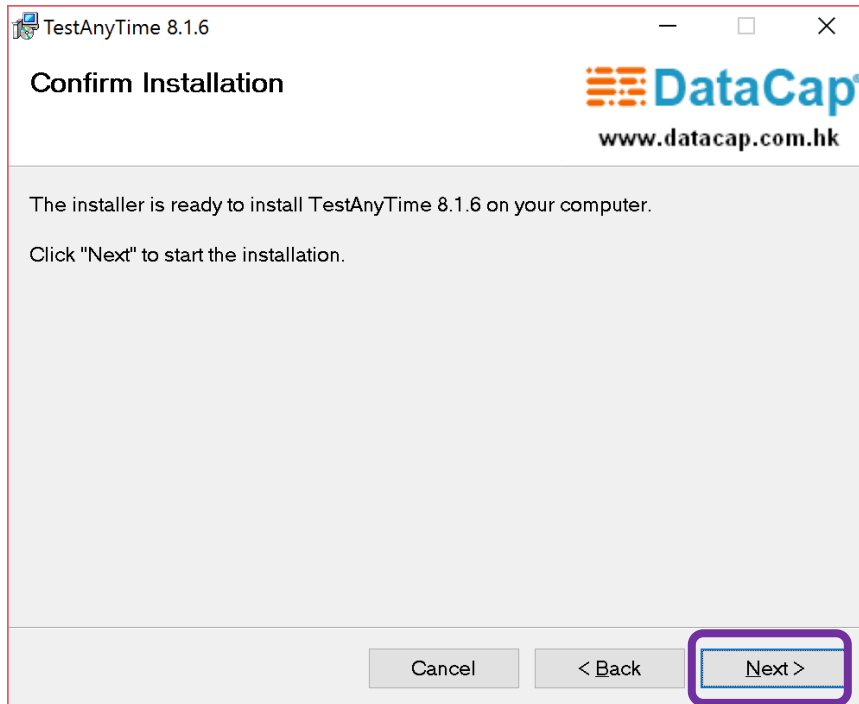 TestAnyTime 8.1.6
Confirm Installation
DataCap
www.datacap.com.hk
The installer is ready to install TestAnyTime 8.1.6 on your computer.
Click "Next" to start the installation.
Cancel
< Back
Next >